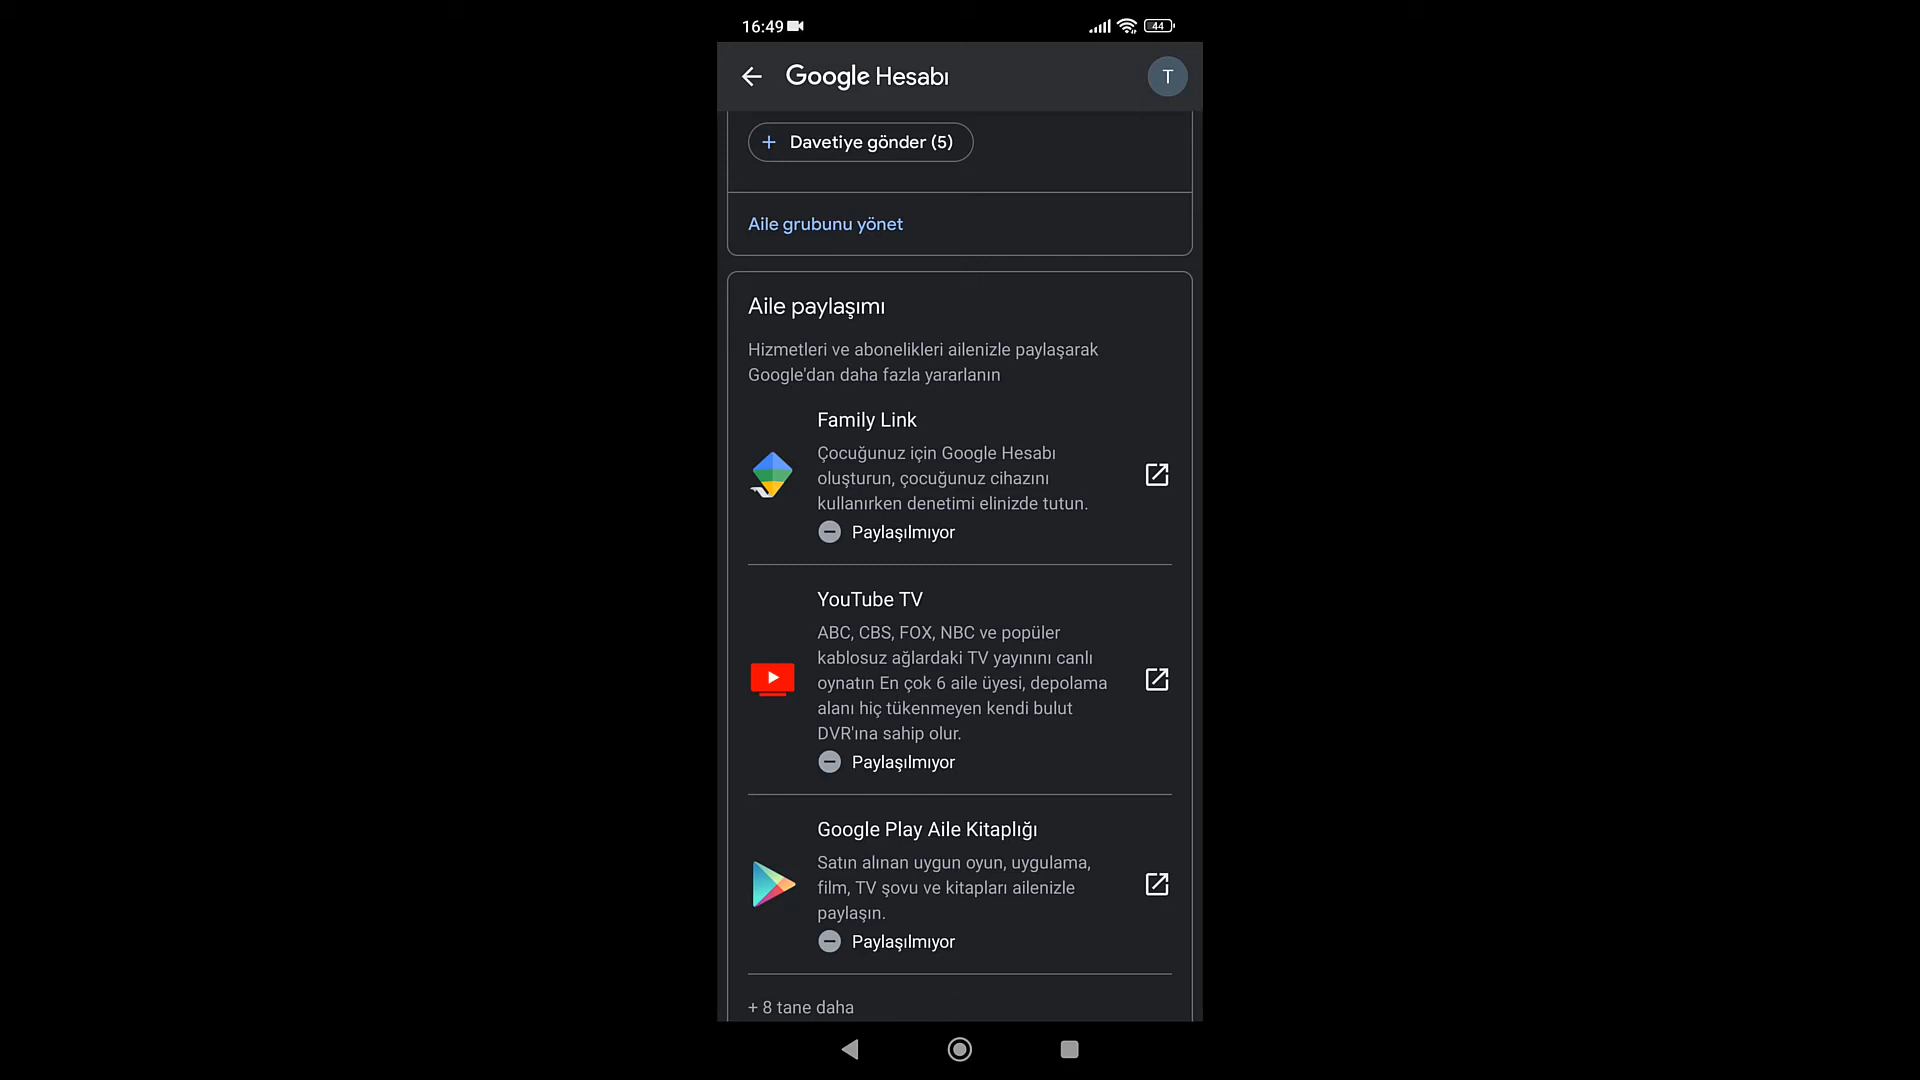 16:49
44
Google Hesabı
T
+ Davetiye gönder (5)
Aile grubunu yönet
Aile paylaşımı
Hizmetleri ve abonelikleri ailenizle paylaşarak
Google'dan daha fazla yararlanın
Family Link
Çocuğunuz için Google Hesabı
oluşturun, çocuğunuz cihazını
kullanırken denetimi elinizde tutun.
Paylaşılmıyor
YouTube TV
ABC, CBS, FOX, NBC ve popüler
kablosuz ağlardaki TV yayınını canlı
oynatın En çok 6 aile üyesi, depolama
alanı hiç tükenmeyen kendi bulut
DVR'ına sahip olur.
Paylaşılmıyor
Google Play Aile Kitaplığı
Satın alınan uygun oyun, uygulama,
film, TV şovu ve kitapları ailenizle
paylaşın.
Paylaşılmıyor
+ 8 tane daha